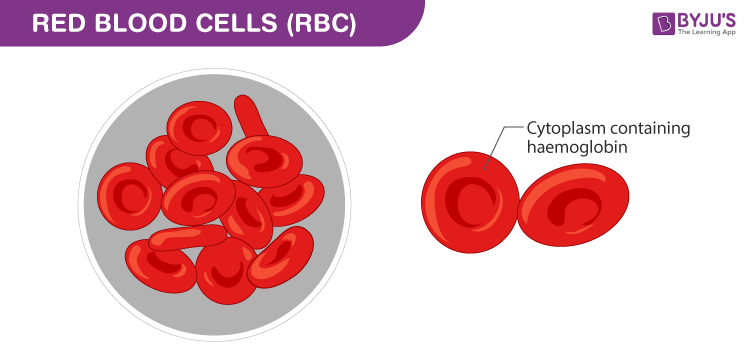 RED BLOOD CELLS (RBC)
BYJU'S
The Learning App
Cytoplasm containing
haemoglobin